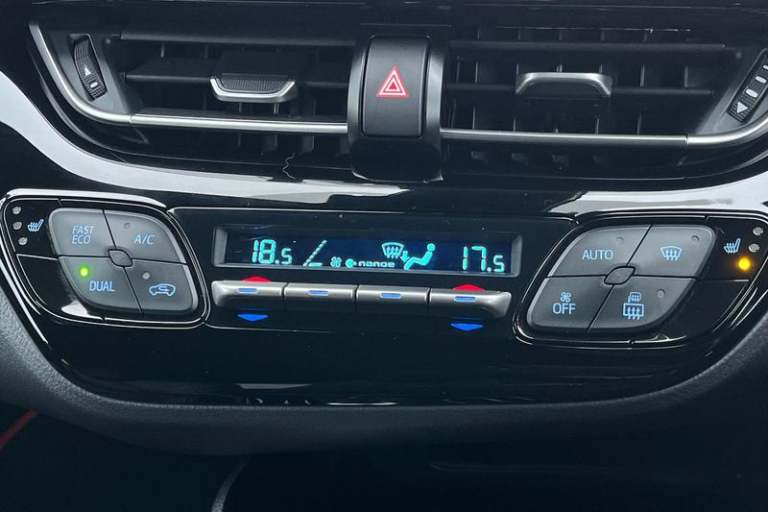 FAST
ECO
A/C
DUAL
18.5
nanoe
17.5
AUTO
OFF